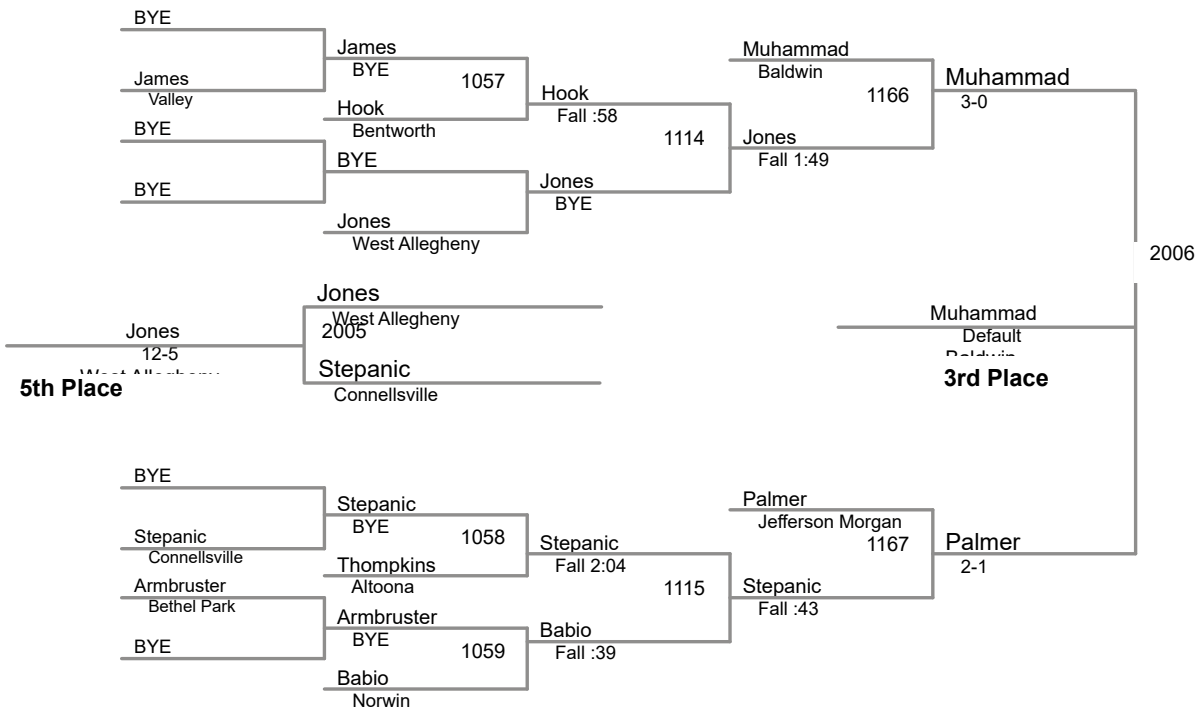 BYE
James
Valley
BYE
BYE
James
BYE
1057
Hook
Bentworth
BYE
Jones
West Allegheny
Hook
Fall :58
1114
Jones
BYE
Muhammad
Baldwin
1166
Jones
Fall 1:49
Muhammad
3-0
2006
Jones
West Allegheny
2005
Stepanic
Connellsville
Jones
12-5
West Allegheny
5th Place
Muhammad
Default
Baldwin
3rd Place
BYE
Stepanic
Connellsville
Armbruster
Bethel Park
BYE
Stepanic
BYE
1058
Thompkins
Altoona
Armbruster
BYE
1059
Babio
Norwin
Stepanic
Fall 2:04
1115
Babio
Fall :39
Palmer
Jefferson Morgan
1167
Stepanic
Fall :43
Palmer
2-1